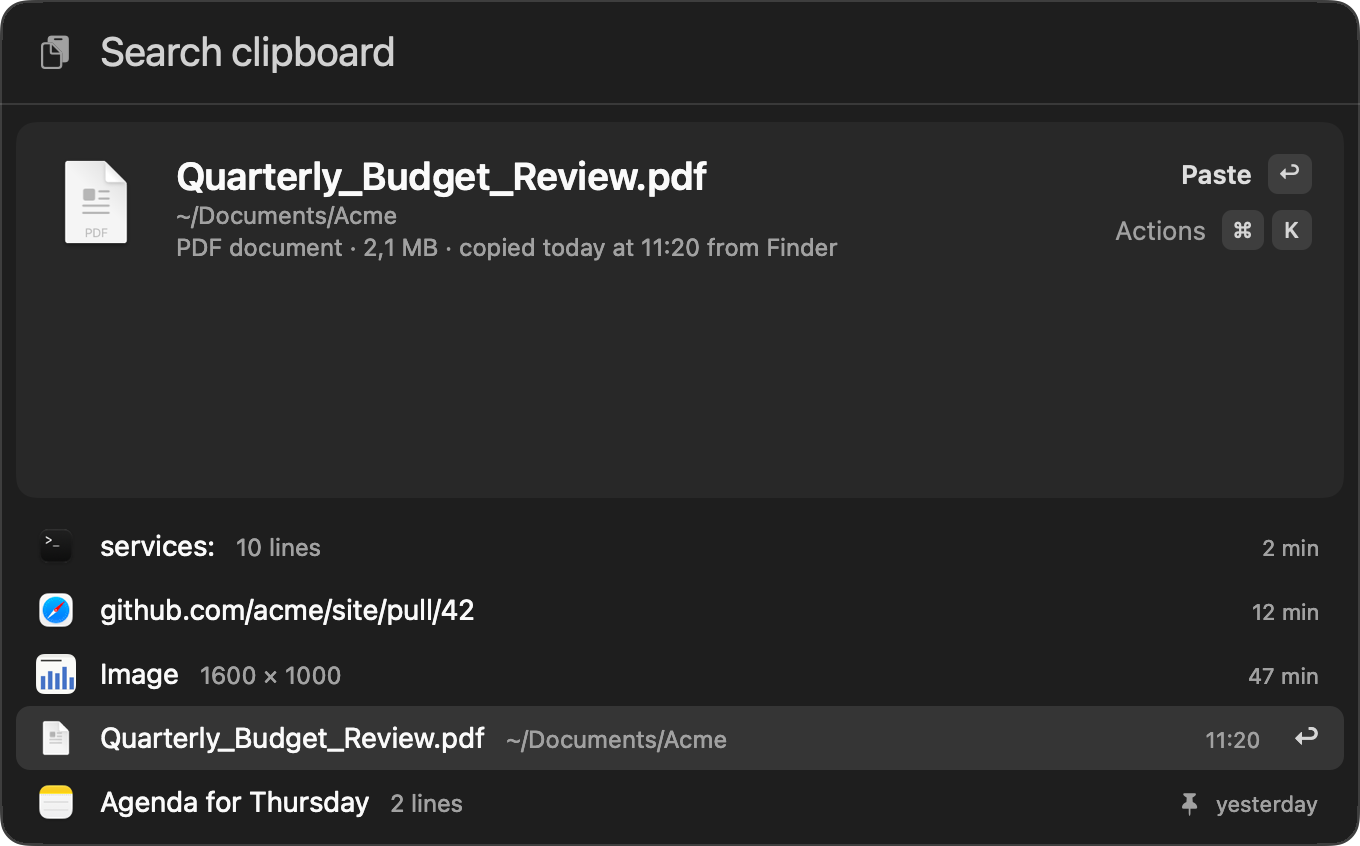 Search clipboard
Quarterly_Budget_Review.pdf
~/Documents/Acme
PDF document · 2,1 MB · copied today at 11:20 from Finder
PDF
Paste ↩
Actions ⌘ K
services: 10 lines 2 min
github.com/acme/site/pull/42 12 min
Image 1600 × 1000 47 min
Quarterly_Budget_Review.pdf ~/Documents/Acme 11:20 ↩
Agenda for Thursday 2 lines yesterday